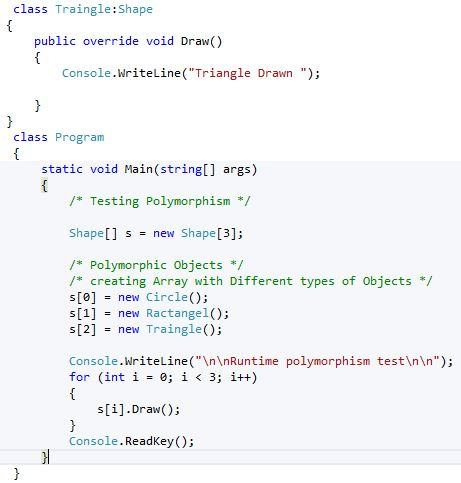 class Traingle:Shape
{
    public override void Draw()
    {
        Console.WriteLine("Triangle Drawn ");
    }
}
class Program
{
    static void Main(string[] args)
    {
        /* Testing Polymorphism */
        Shape[] s = new Shape[3];
        /* Polymorphic Objects */
        /* creating Array with Different types of Objects */
        s[0] = new Circle();
        s[1] = new Ractangel();
        s[2] = new Traingle();
        Console.WriteLine("\n\nRuntime polymorphism test\n\n");
        for (int i = 0; i < 3; i++)
        {
            s[i].Draw();
        }
        Console.ReadKey();
    }
}